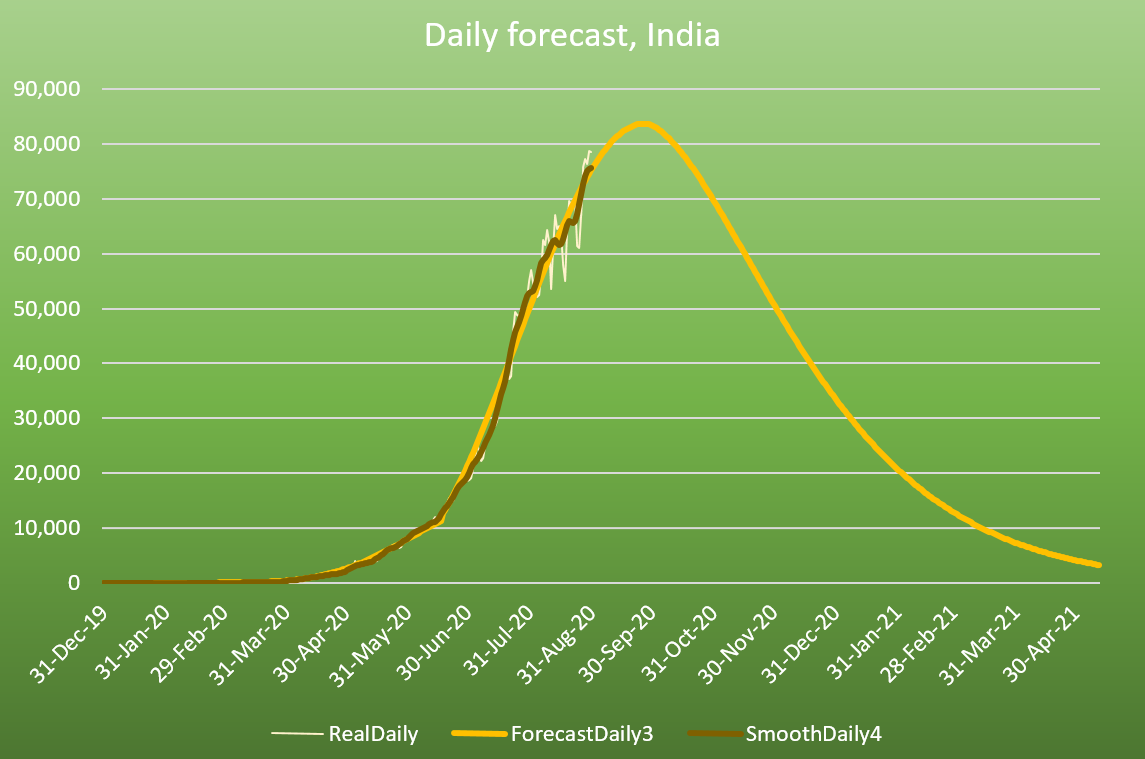 Daily forecast, India
90,000
80,000
70,000
60,000
50,000
40,000
30,000
20,000
10,000
0
31-Dec-19
31-Jan-20
29-Feb-20
31-Mar-20
30-Apr-20
31-May-20
30-Jun-20
31-Jul-20
31-Aug-20
30-Sep-20
31-Oct-20
30-Nov-20
31-Dec-20
31-Jan-21
28-Feb-21
31-Mar-21
30-Apr-21
RealDaily ForecastDaily3 SmoothDaily4